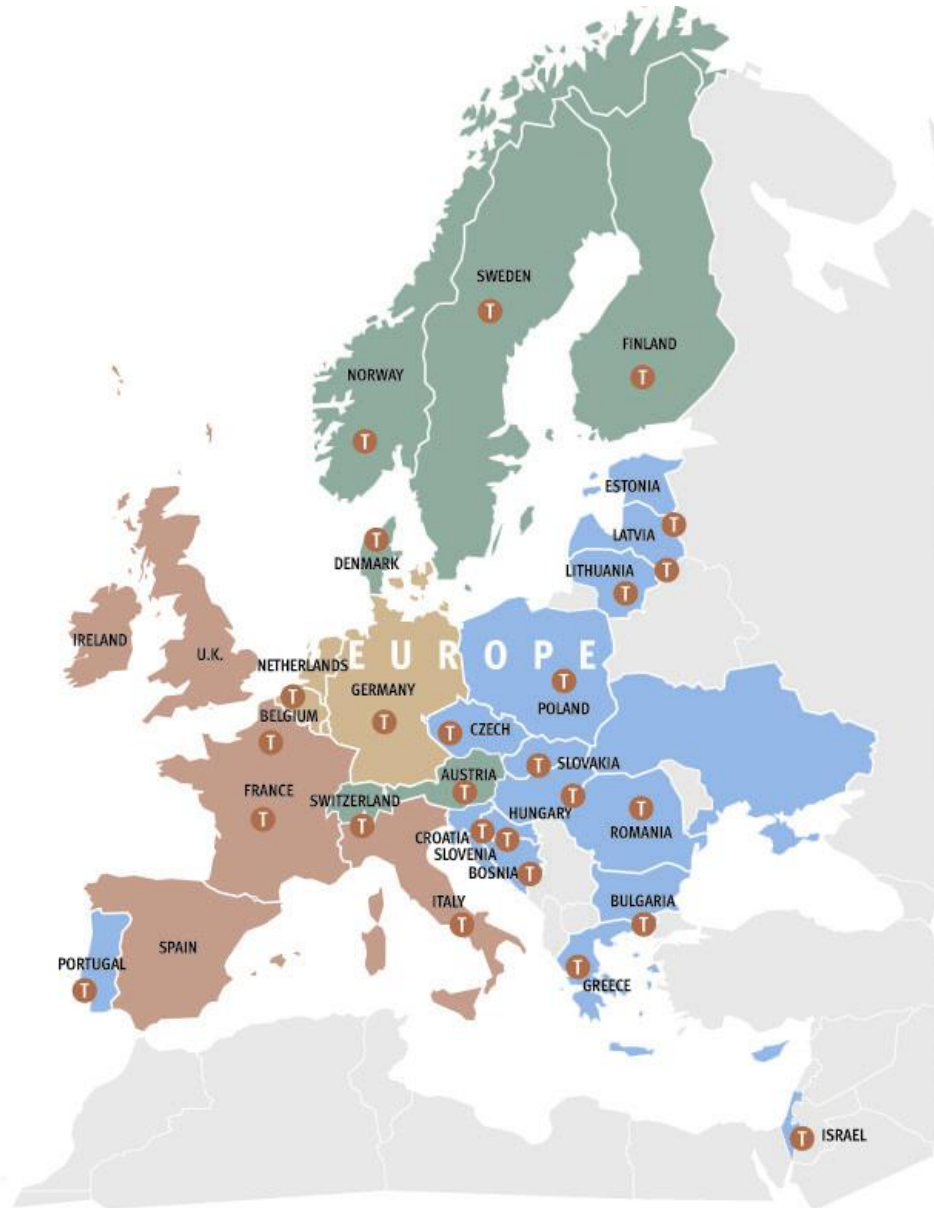 SWEDEN
T
FINLAND
T
NORWAY
T
ESTONIA
T
LATVIA
T
DENMARK
LITHUANIA
T
T
IRELAND
U.K.
EUROPE
NETHERLANDS
T
GERMANY
T
POLAND
BELGIUM
T
T
CZECH
T
T
SLOVAKIA
AUSTRIA
T
FRANCE
T
SWITZERLAND
T
HUNGARY
T
T
ROMANIA
CROATIA
T
T
SLOVENIA
BOSNIA
T
ITALY
T
BULGARIA
T
SPAIN
PORTUGAL
T
T
GREECE
T
ISRAEL